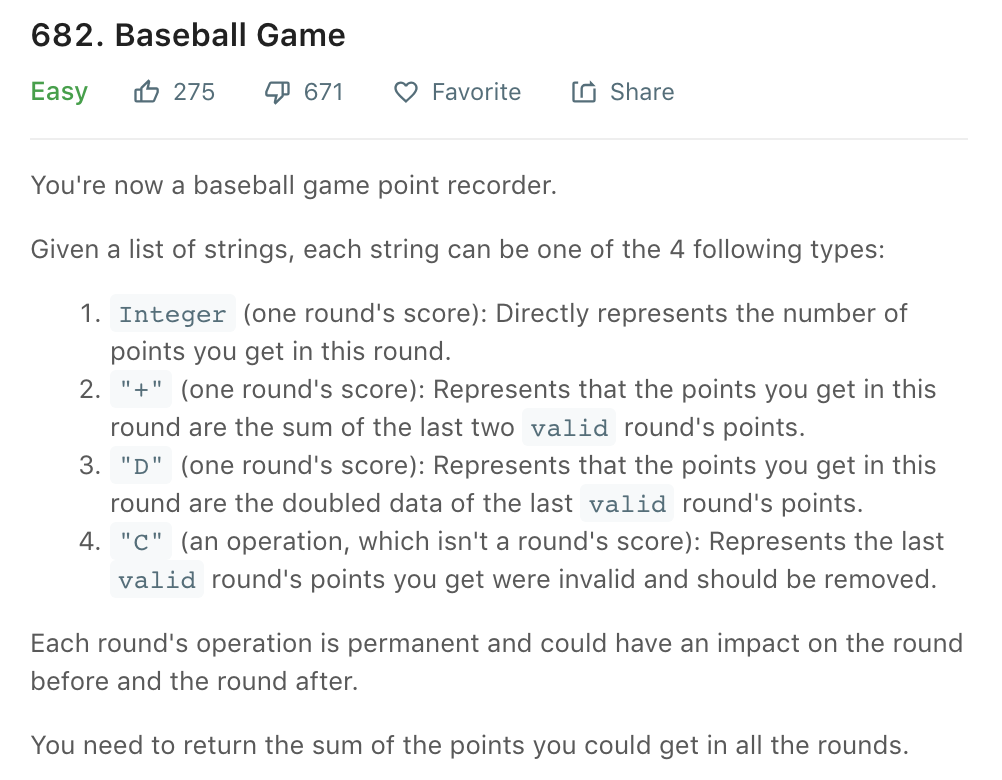 682. Baseball Game
Easy 275 671 Favorite Share
You're now a baseball game point recorder.
Given a list of strings, each string can be one of the 4 following types:
1. Integer (one round's score): Directly represents the number of
points you get in this round.
2. "+" (one round's score): Represents that the points you get in this
round are the sum of the last two valid round's points.
3. "D" (one round's score): Represents that the points you get in this
round are the doubled data of the last valid round's points.
4. "C" (an operation, which isn't a round's score): Represents the last
valid round's points you get were invalid and should be removed.
Each round's operation is permanent and could have an impact on the round
before and the round after.
You need to return the sum of the points you could get in all the rounds.